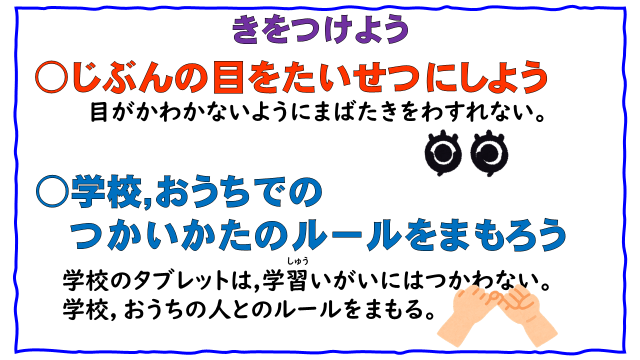 きをつけよう
○じぶんの目をたいせつにしよう
目がかわかないようにまばたきをわすれない。
○学校,おうちでの
つかいかたのルールをまもろう
しゅう
学校のタブレットは,学習いがいにはつかわない。
学校,おうちの人とのルールをまもる。